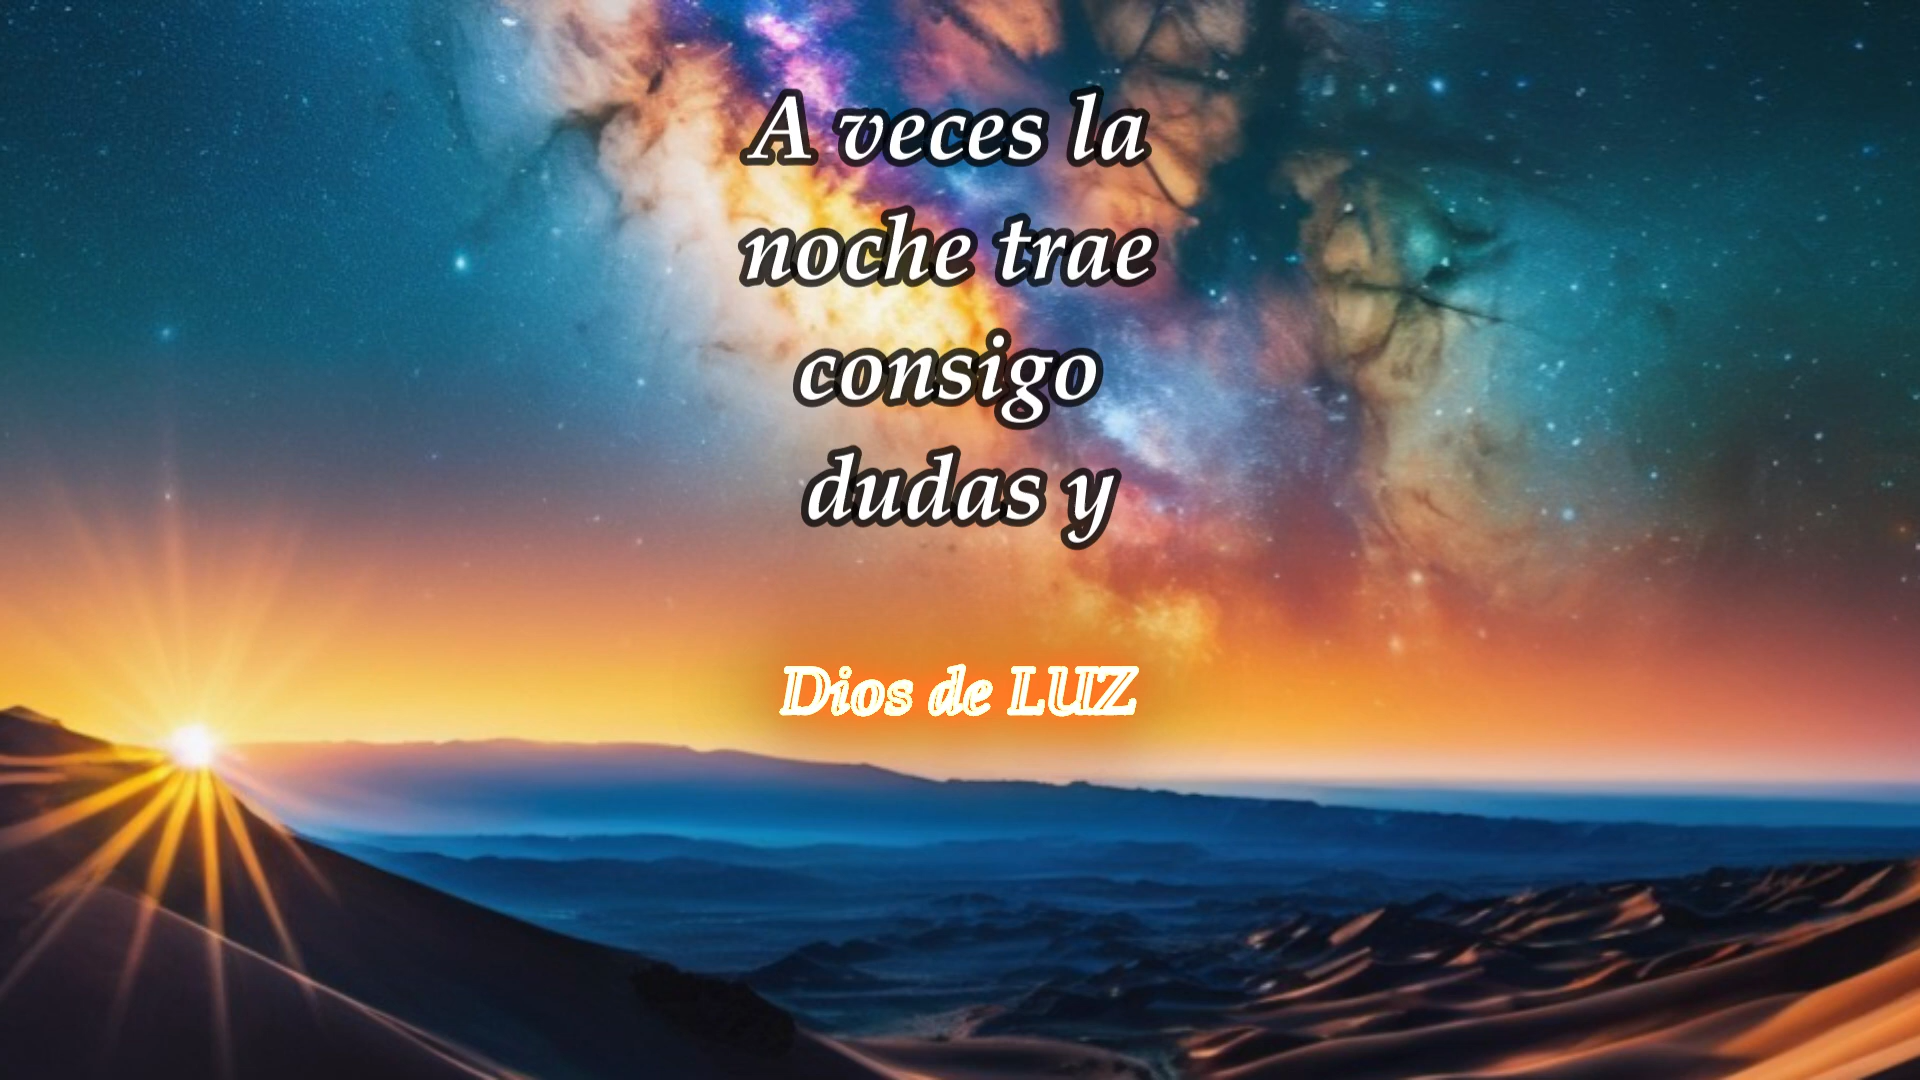 A veces la
noche trae
consigo
dudas y
Dios de LUZ